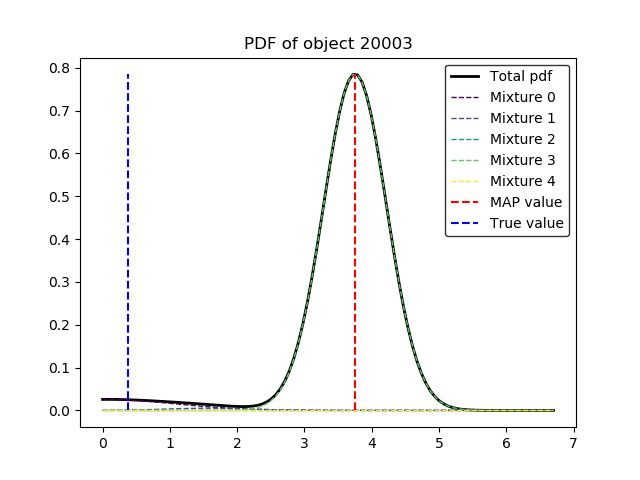 PDF of object 20003
0.8
0.7
0.6
0.5
0.4
0.3
0.2
0.1
0.0
0 1 2 3 4 5 6 7
Total pdf
Mixture 0
Mixture 1
Mixture 2
Mixture 3
Mixture 4
MAP value
True value